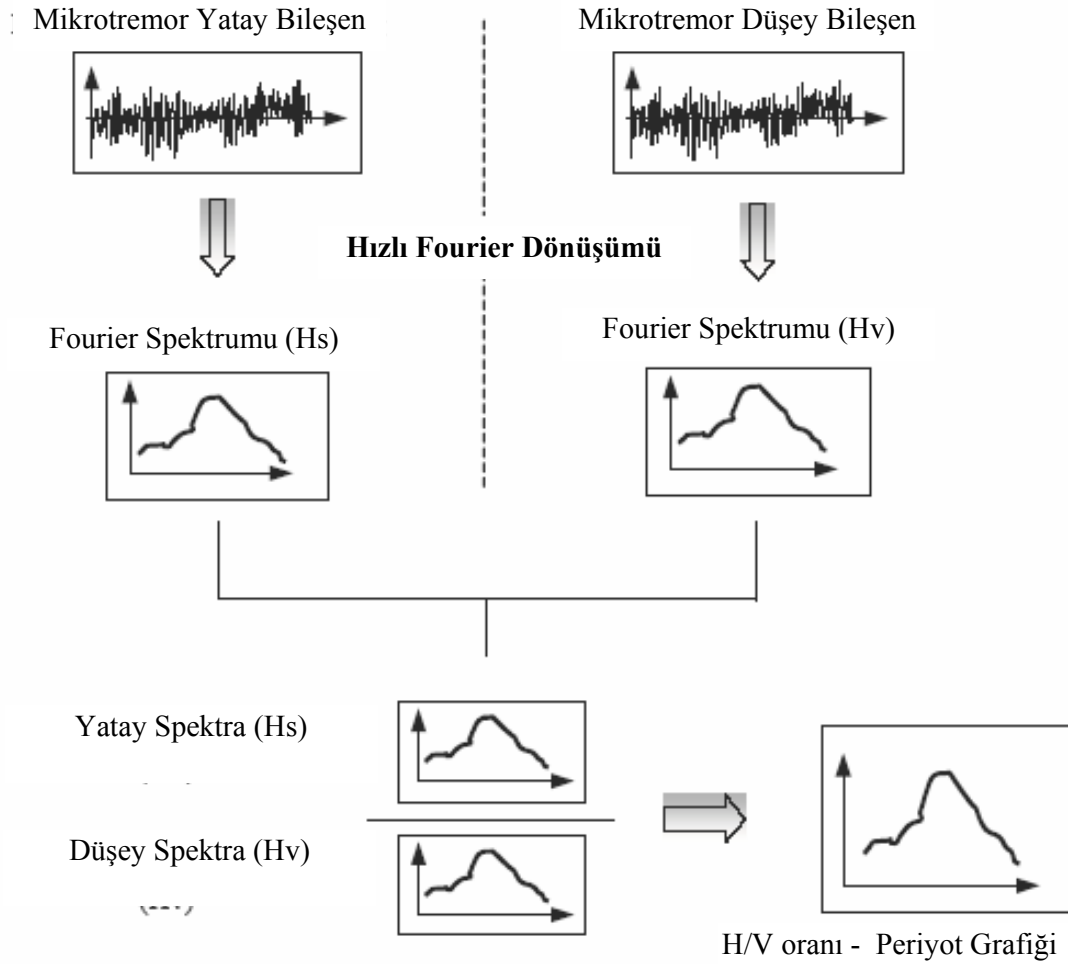 Mikrotremor Yatay Bileşen
Mikrotremor Düşey Bileşen
Hızlı Fourier Dönüşümü
Fourier Spektrumu (Hs)
Fourier Spektrumu (Hv)
Yatay Spektra (Hs)
Düşey Spektra (Hv)
H/V oranı - Periyot Grafiği